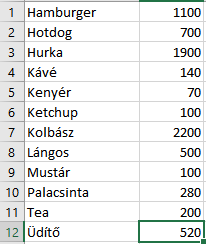 1 Hamburger 1100
2 Hotdog 700
3 Hurka 1900
4 Kávé 140
5 Kenyér 70
6 Ketchup 100
7 Kolbász 2200
8 Lángos 500
9 Mustár 100
10 Palacsinta 280
11 Tea 200
12 Üdítő 520